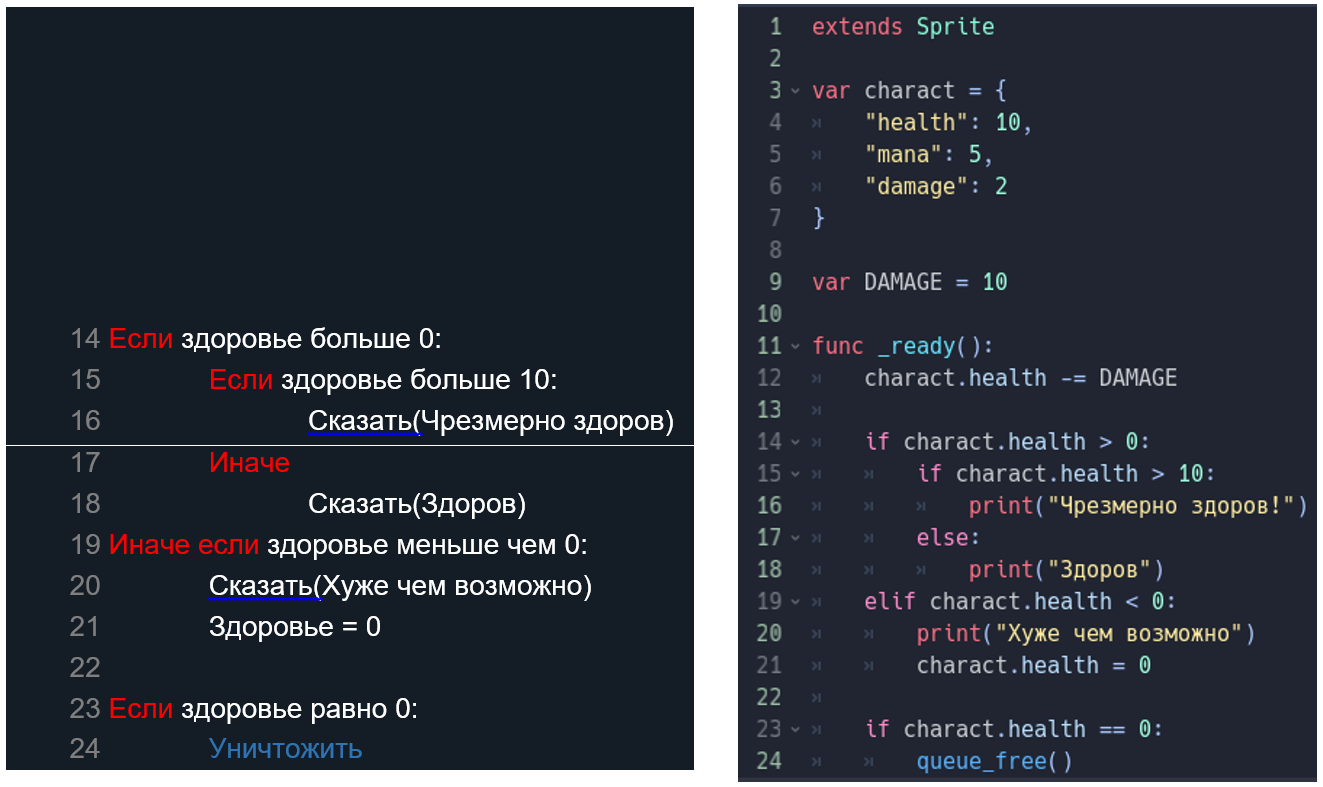 14 Если здоровье больше 0:
15 Если здоровье больше 10:
16 Сказать(Чрезмерно здоров)
17 Иначе
18 Сказать(Здоров)
19 Иначе если здоровье меньше чем 0:
20 Сказать(Хуже чем возможно)
21 Здоровье = 0
22
23 Если здоровье равно 0:
24 Уничтожить
1 extends Sprite
2
3 var charact = {
4 "health": 10,
5 "mana": 5,
6 "damage": 2
7 }
8
9 var DAMAGE = 10
10
11 func _ready():
12 charact.health -= DAMAGE
13
14 if charact.health > 0:
15 if charact.health > 10:
16 print("Чрезмерно здоров!")
17 else:
18 print("Здоров")
19 elif charact.health < 0:
20 print("Хуже чем возможно")
21 charact.health = 0
22
23 if charact.health == 0:
24 queue_free()